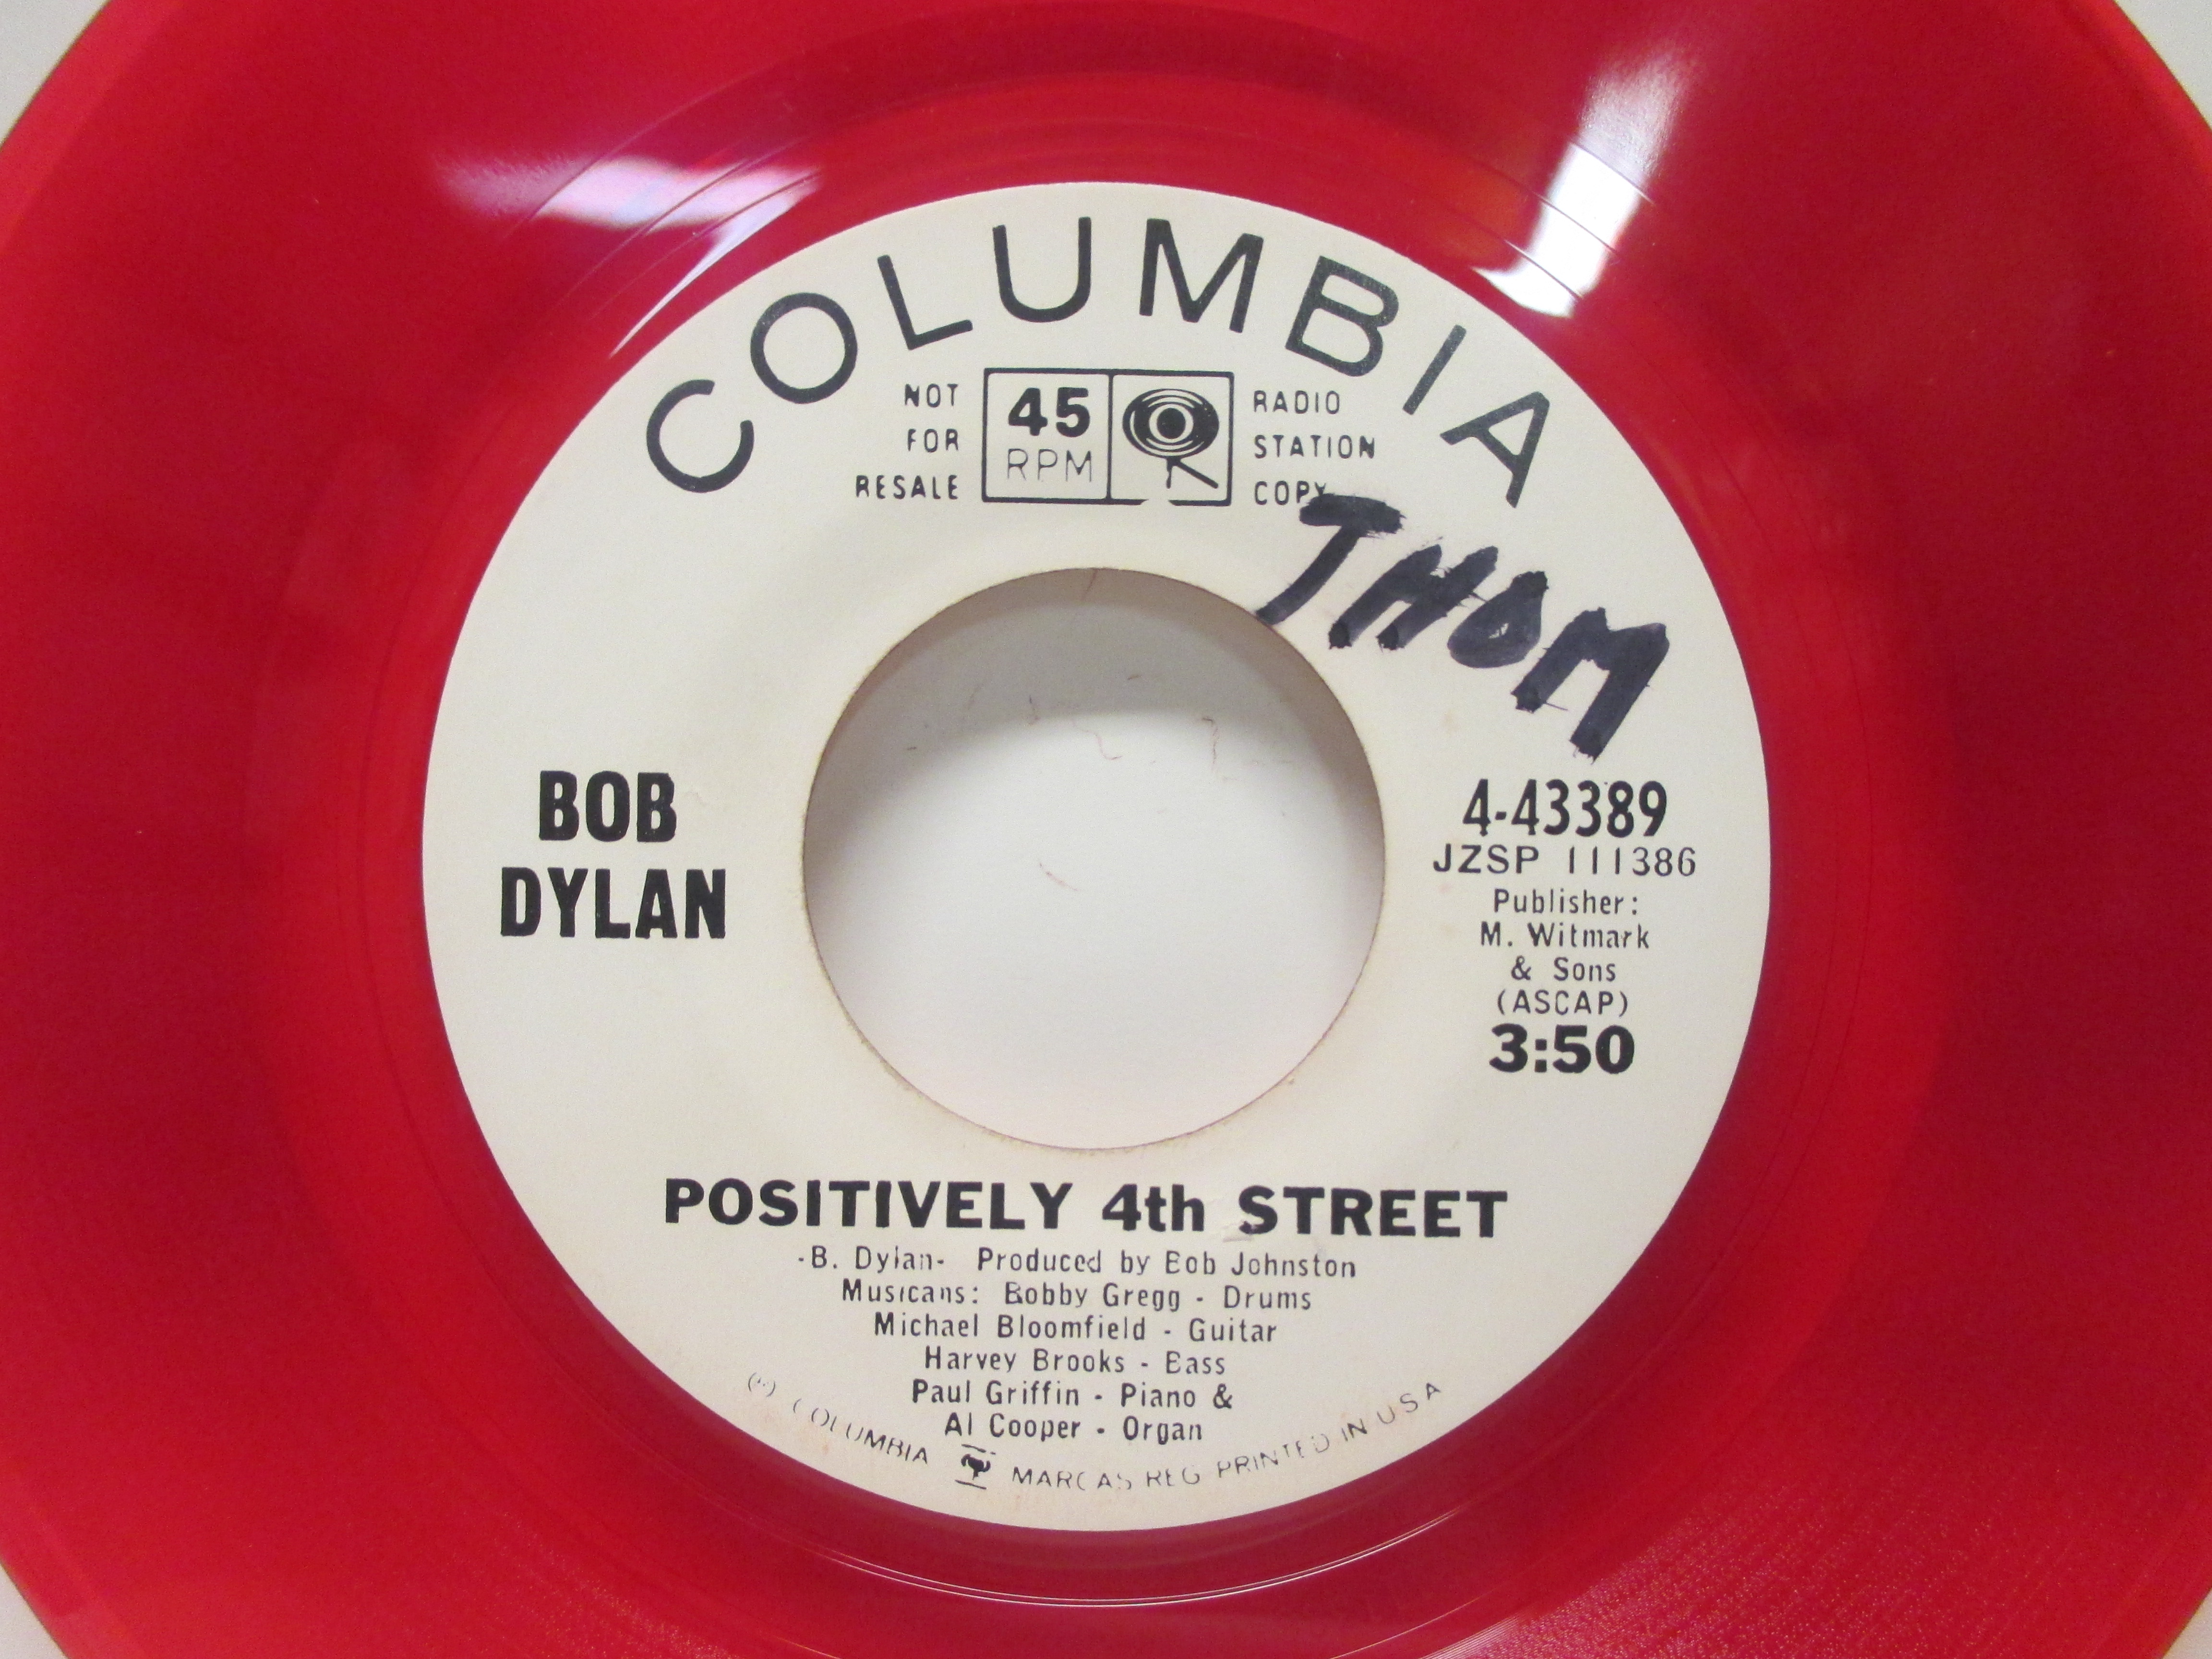 COLUMBIA
NOT
FOR
RESALE
45
RPM
RADIO
STATION
COPY
THOM
BOB
DYLAN
4-43389
JZSP 111386
Publisher:
M. Witmark
& Sons
(ASCAP)
3:50
POSITIVELY 4th STREET
-B. Dylan- Produced by Bob Johnston
Musicans: Bobby Gregg - Drums
Michael Bloomfield - Guitar
Harvey Brooks - Bass
Paul Griffin - Piano &
Al Cooper - Organ
COLUMBIA MARCAS REG PRINTED IN U S A